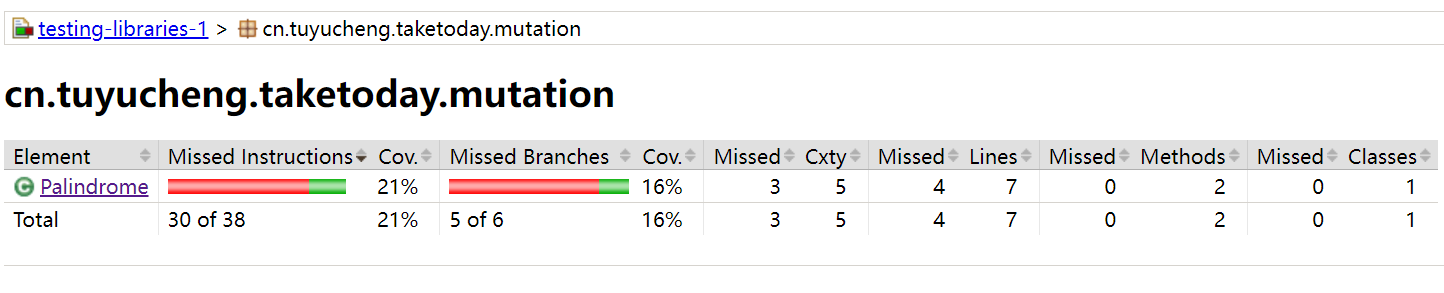 testing-libraries-1 > cn.tuyucheng.taketoday.mutation
cn.tuyucheng.taketoday.mutation
Element Missed Instructions Cov. Missed Branches Cov. Missed Cxty Missed Lines Missed Methods Missed Classes
C Palindrome 21% 16% 3 5 4 7 0 2 0 1
Total 30 of 38 21% 5 of 6 16% 3 5 4 7 0 2 0 1